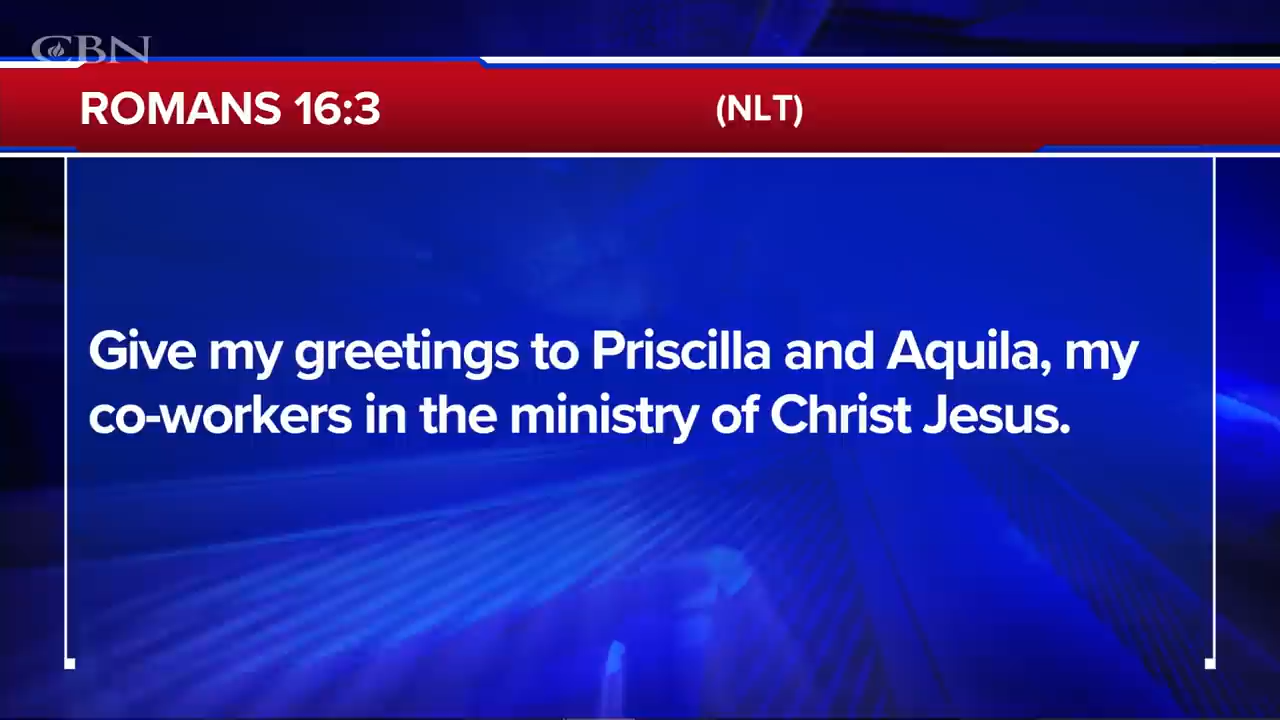 CBN
ROMANS 16:3 (NLT)
Give my greetings to Priscilla and Aquila, my
co-workers in the ministry of Christ Jesus.